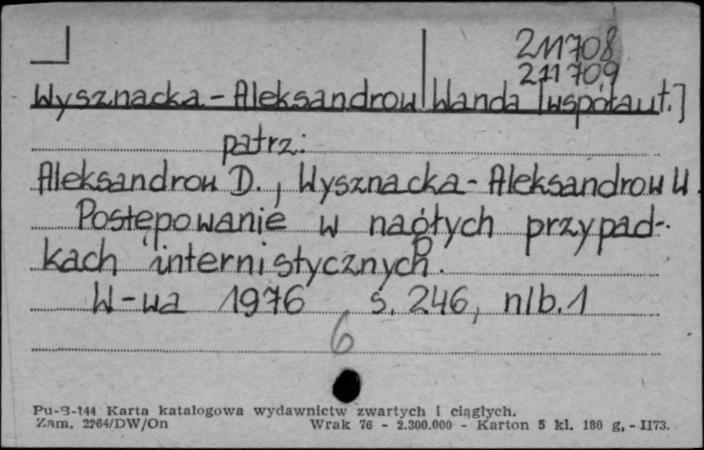 211708
211709
Wysznacka-Aleksandrow Wanda [współaut.]
patrz:
Aleksandrow D., Wysznacka-Aleksandrow W.
Postępowanie w nagłych przypad-
kach internistycznych.
W-wa 1976 s. 246, nlb. 1
6
Pu-B-144 Karta katalogowa wydawnictw zwartych i ciągłych.
Zam. 2264/DW/On Wrak 76 - 2.300.000 - Karton 5 kl. 180 g, - II73.